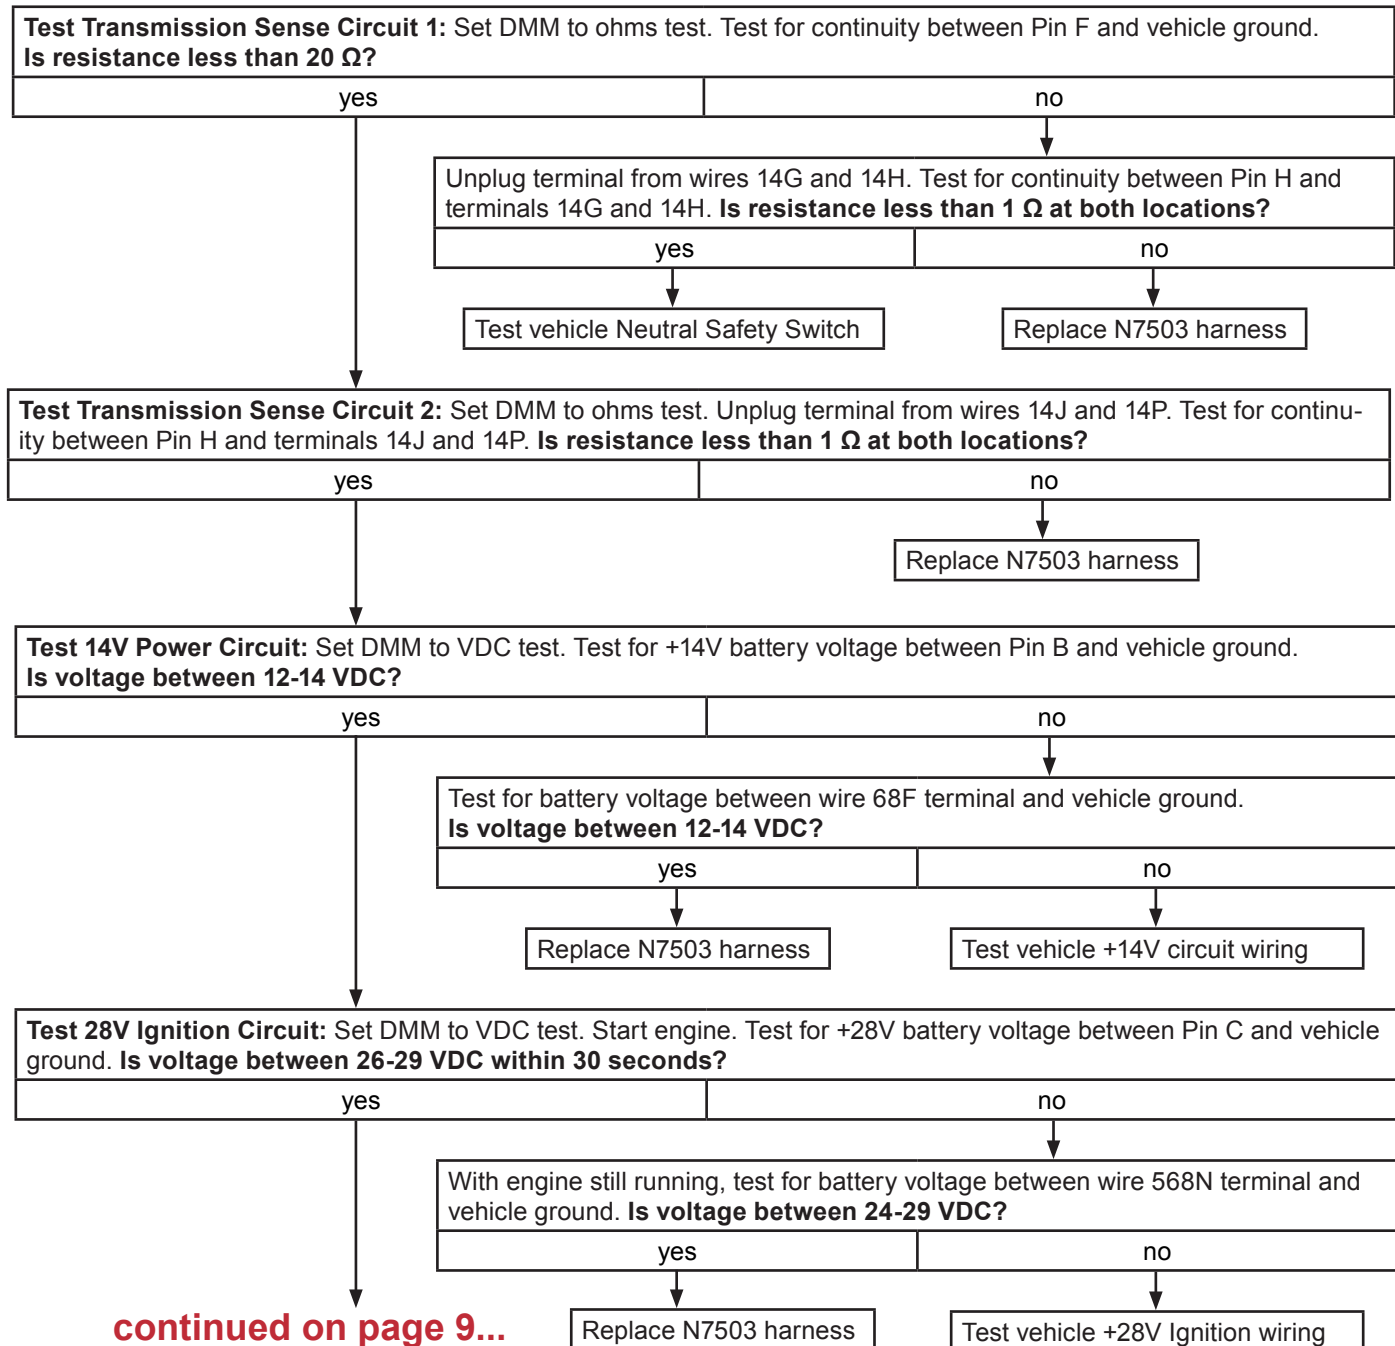 Test Transmission Sense Circuit 1: Set DMM to ohms test. Test for continuity between Pin F and vehicle ground.
Is resistance less than 20 Ω?
yes
no
Unplug terminal from wires 14G and 14H. Test for continuity between Pin H and
terminals 14G and 14H. Is resistance less than 1 Ω at both locations?
yes
no
Test vehicle Neutral Safety Switch
Replace N7503 harness
Test Transmission Sense Circuit 2: Set DMM to ohms test. Unplug terminal from wires 14J and 14P. Test for continu-
ity between Pin H and terminals 14J and 14P. Is resistance less than 1 Ω at both locations?
yes
no
Replace N7503 harness
Test 14V Power Circuit: Set DMM to VDC test. Test for +14V battery voltage between Pin B and vehicle ground.
Is voltage between 12-14 VDC?
yes
no
Test for battery voltage between wire 68F terminal and vehicle ground.
Is voltage between 12-14 VDC?
yes
no
Replace N7503 harness
Test vehicle +14V circuit wiring
Test 28V Ignition Circuit: Set DMM to VDC test. Start engine. Test for +28V battery voltage between Pin C and vehicle
ground. Is voltage between 26-29 VDC within 30 seconds?
yes
no
With engine still running, test for battery voltage between wire 568N terminal and
vehicle ground. Is voltage between 24-29 VDC?
yes
no
continued on page 9...
Replace N7503 harness
Test vehicle +28V Ignition wiring